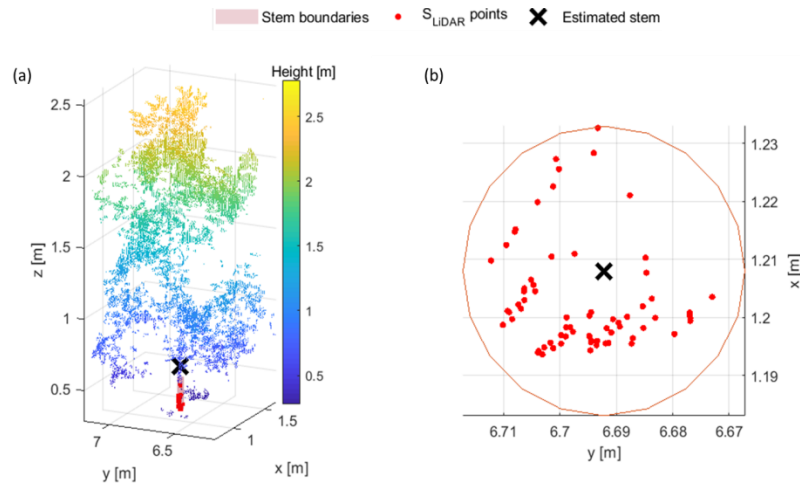 Stem boundaries S_LiDAR points Estimated stem
(a) Height [m] (b)
2.5
2
1.5
1
0.5
z [m]
2.5
2
1.5
1
0.5
7
6.5
y [m]
1
1.5
x [m]
1.23
1.22
1.21
1.2
1.19
x [m]
6.71 6.7 6.69 6.68 6.67
y [m]